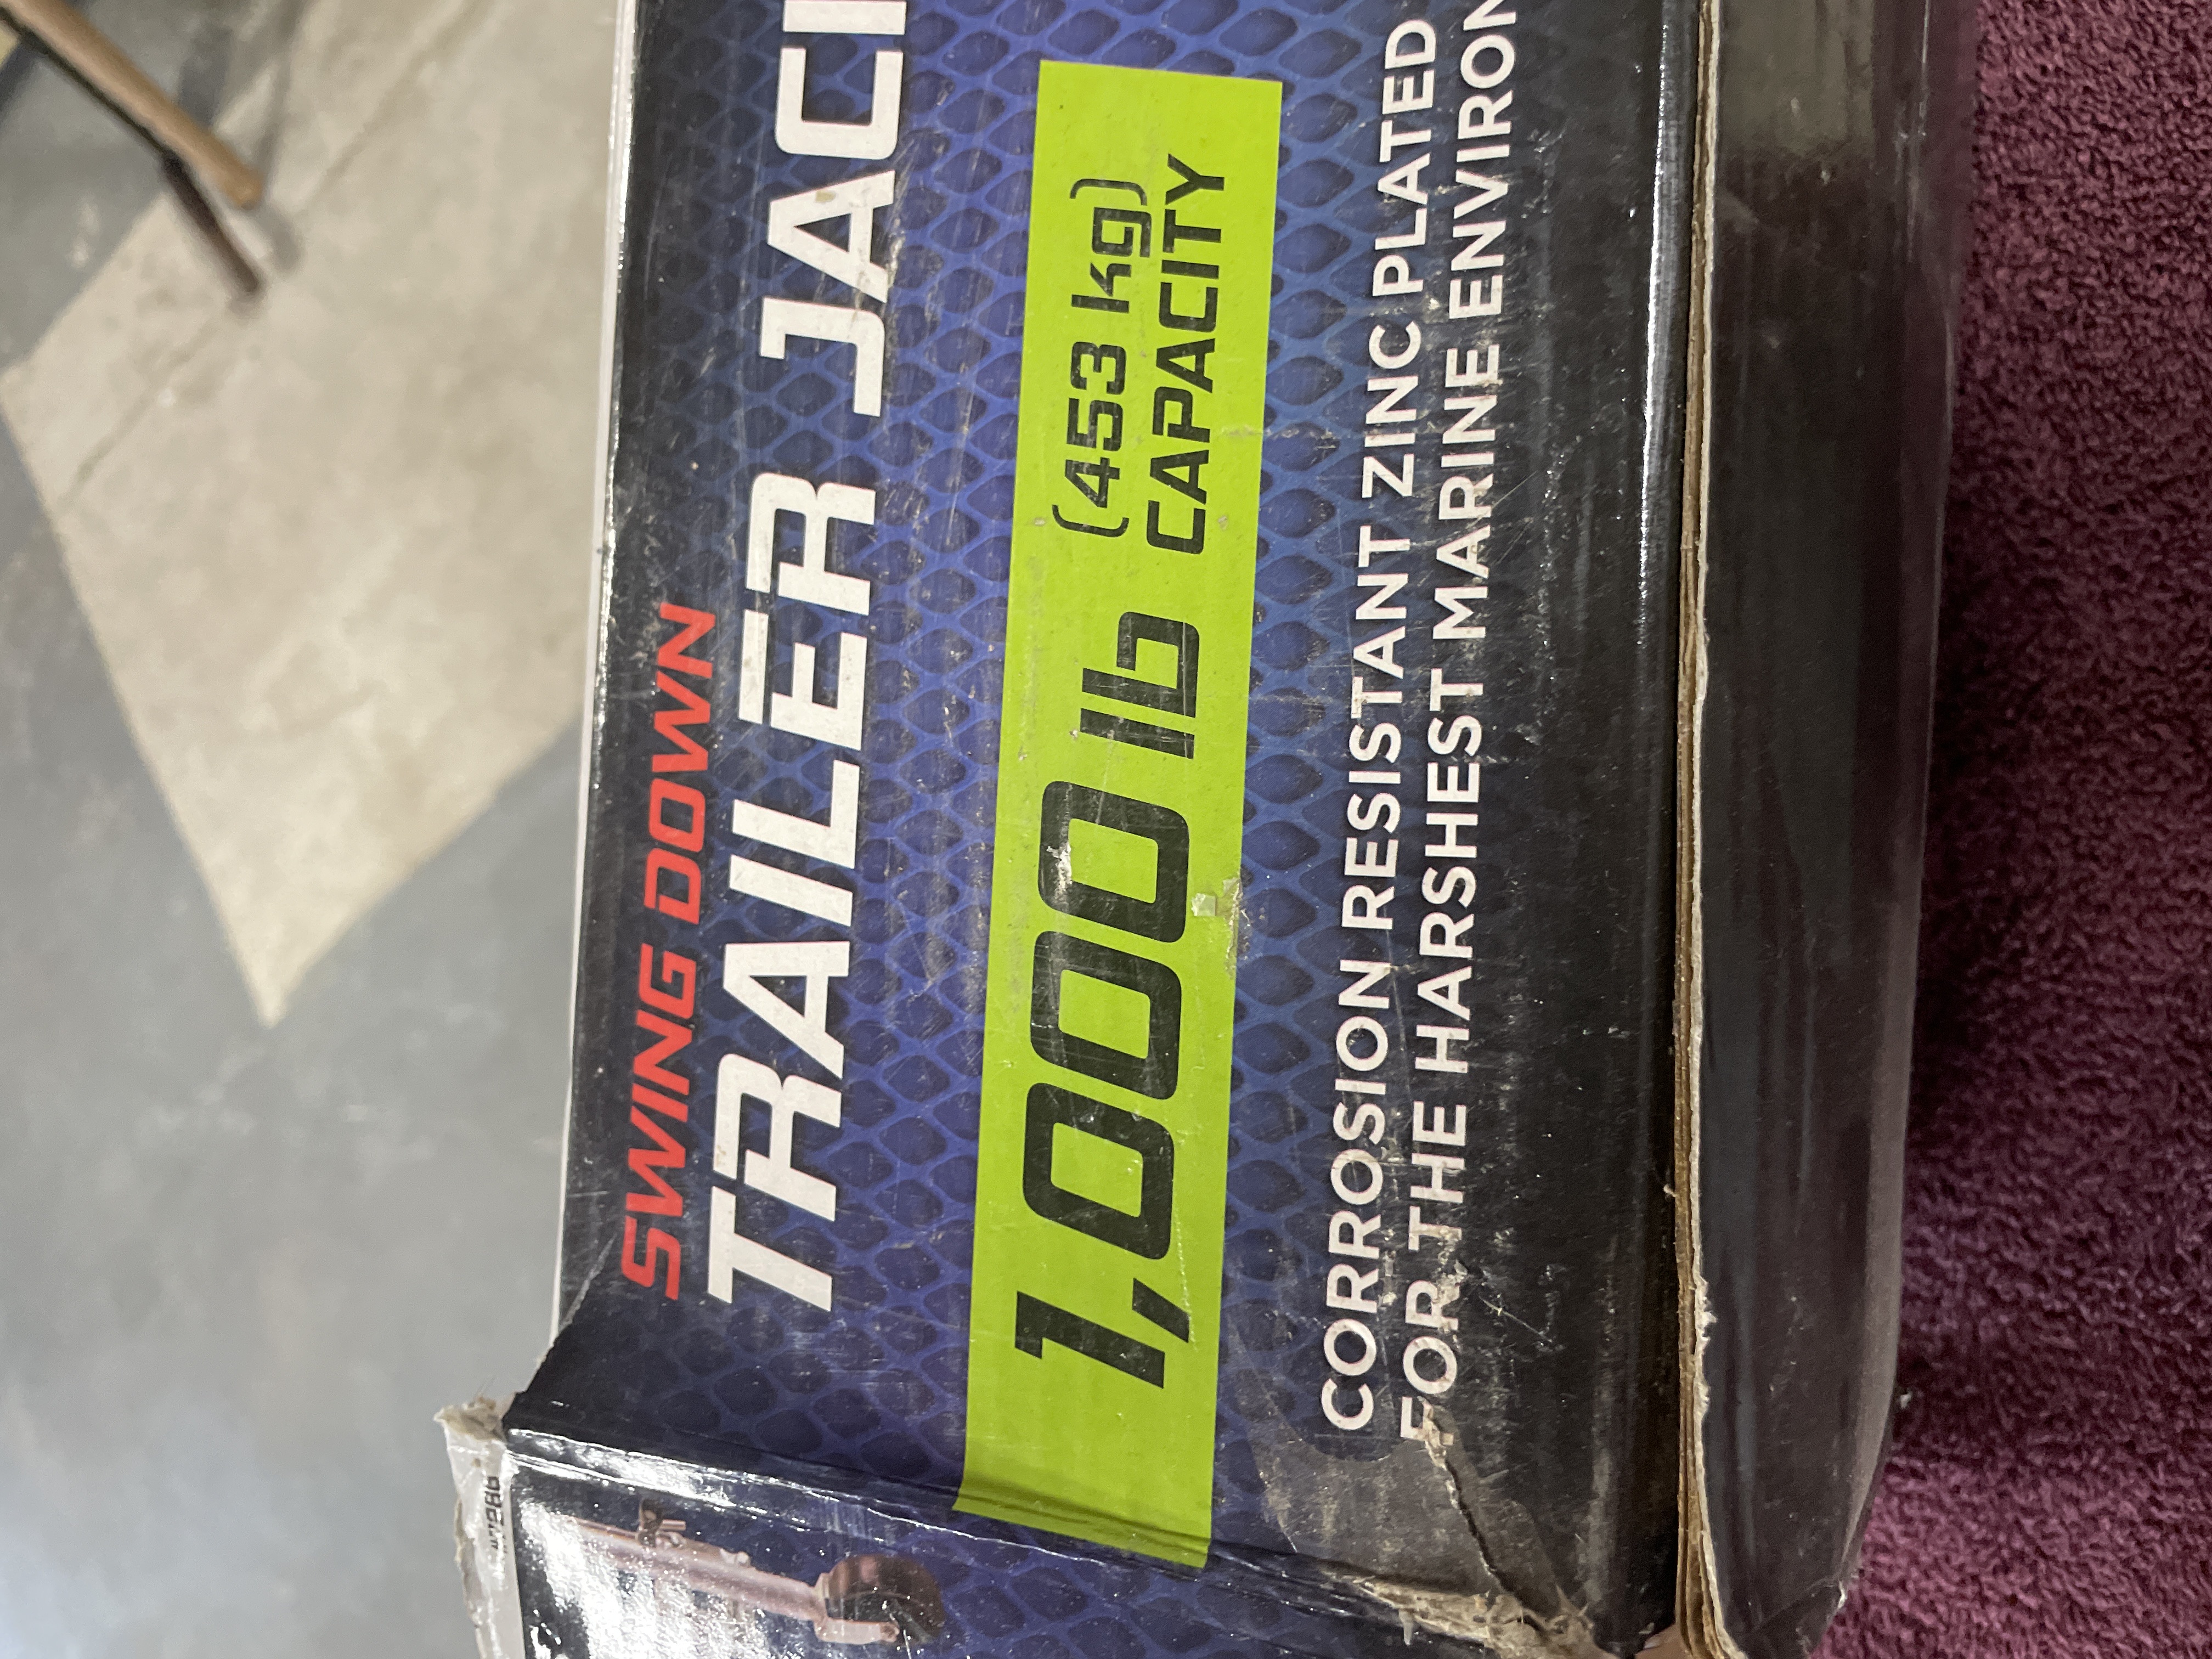 SWING DOWN
TRAILER JAC
1,000 lb (453 kg) CAPACITY
CORROSION RESISTANT ZINC PLATED
FOR THE HARSHEST MARINE ENVIRON